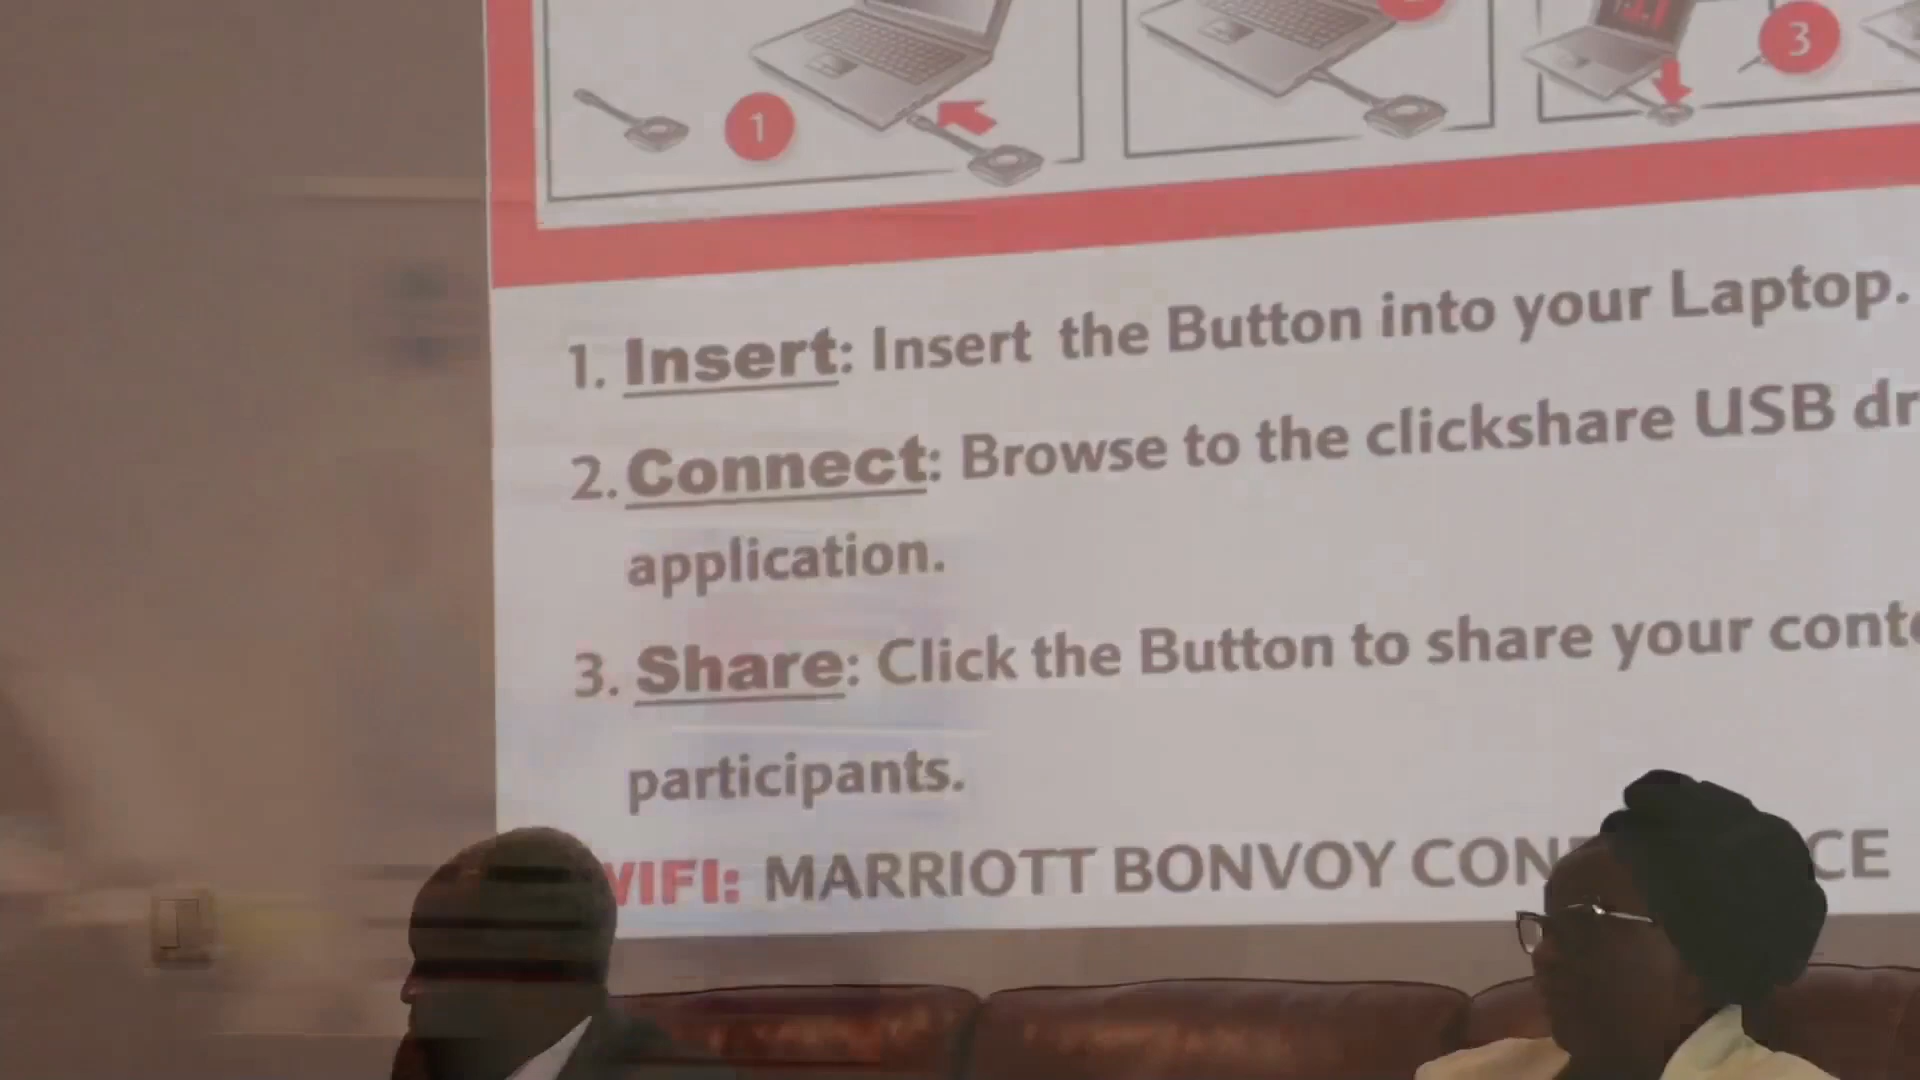 1
3
1. Insert: Insert the Button into your Laptop.
2. Connect: Browse to the clickshare USB
application.
3. Share: Click the Button to share your
participants.
WIFI: MARRIOTT BONVOY